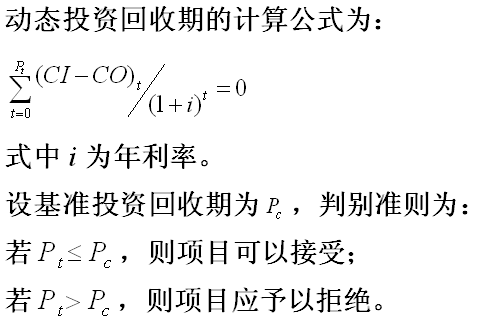 动态投资回收期的计算公式为：
\sum_{t=0}^{P_t} (CI-CO)_t / (1+i)^t = 0
式中 i 为年利率。
设基准投资回收期为 P_c ，判别准则为：
若 P_t ≤ P_c ，则项目可以接受；
若 P_t > P_c ，则项目应予以拒绝。